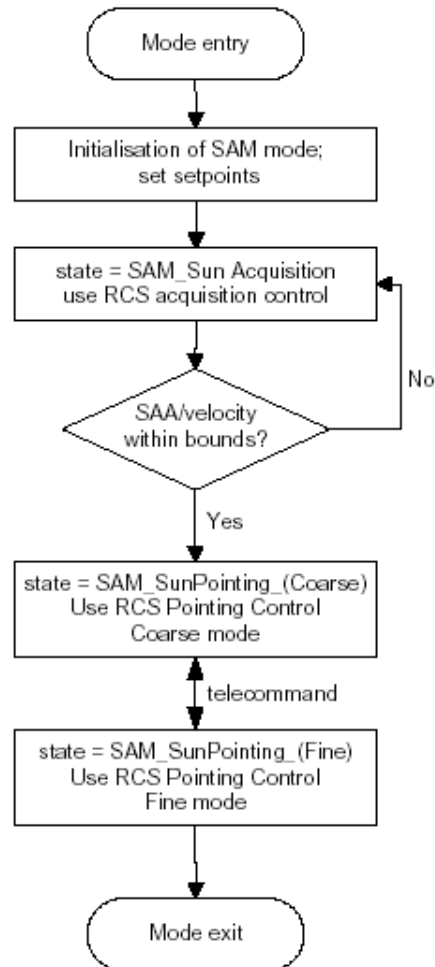 Mode entry
Initialisation of SAM mode;
set setpoints
state = SAM_Sun Acquisition
use RCS acquisition control
No
SAA/velocity
within bounds?
Yes
state = SAM_SunPointing_(Coarse)
Use RCS Pointing Control
Coarse mode
telecommand
state = SAM_SunPointing_(Fine)
Use RCS Pointing Control
Fine mode
Mode exit